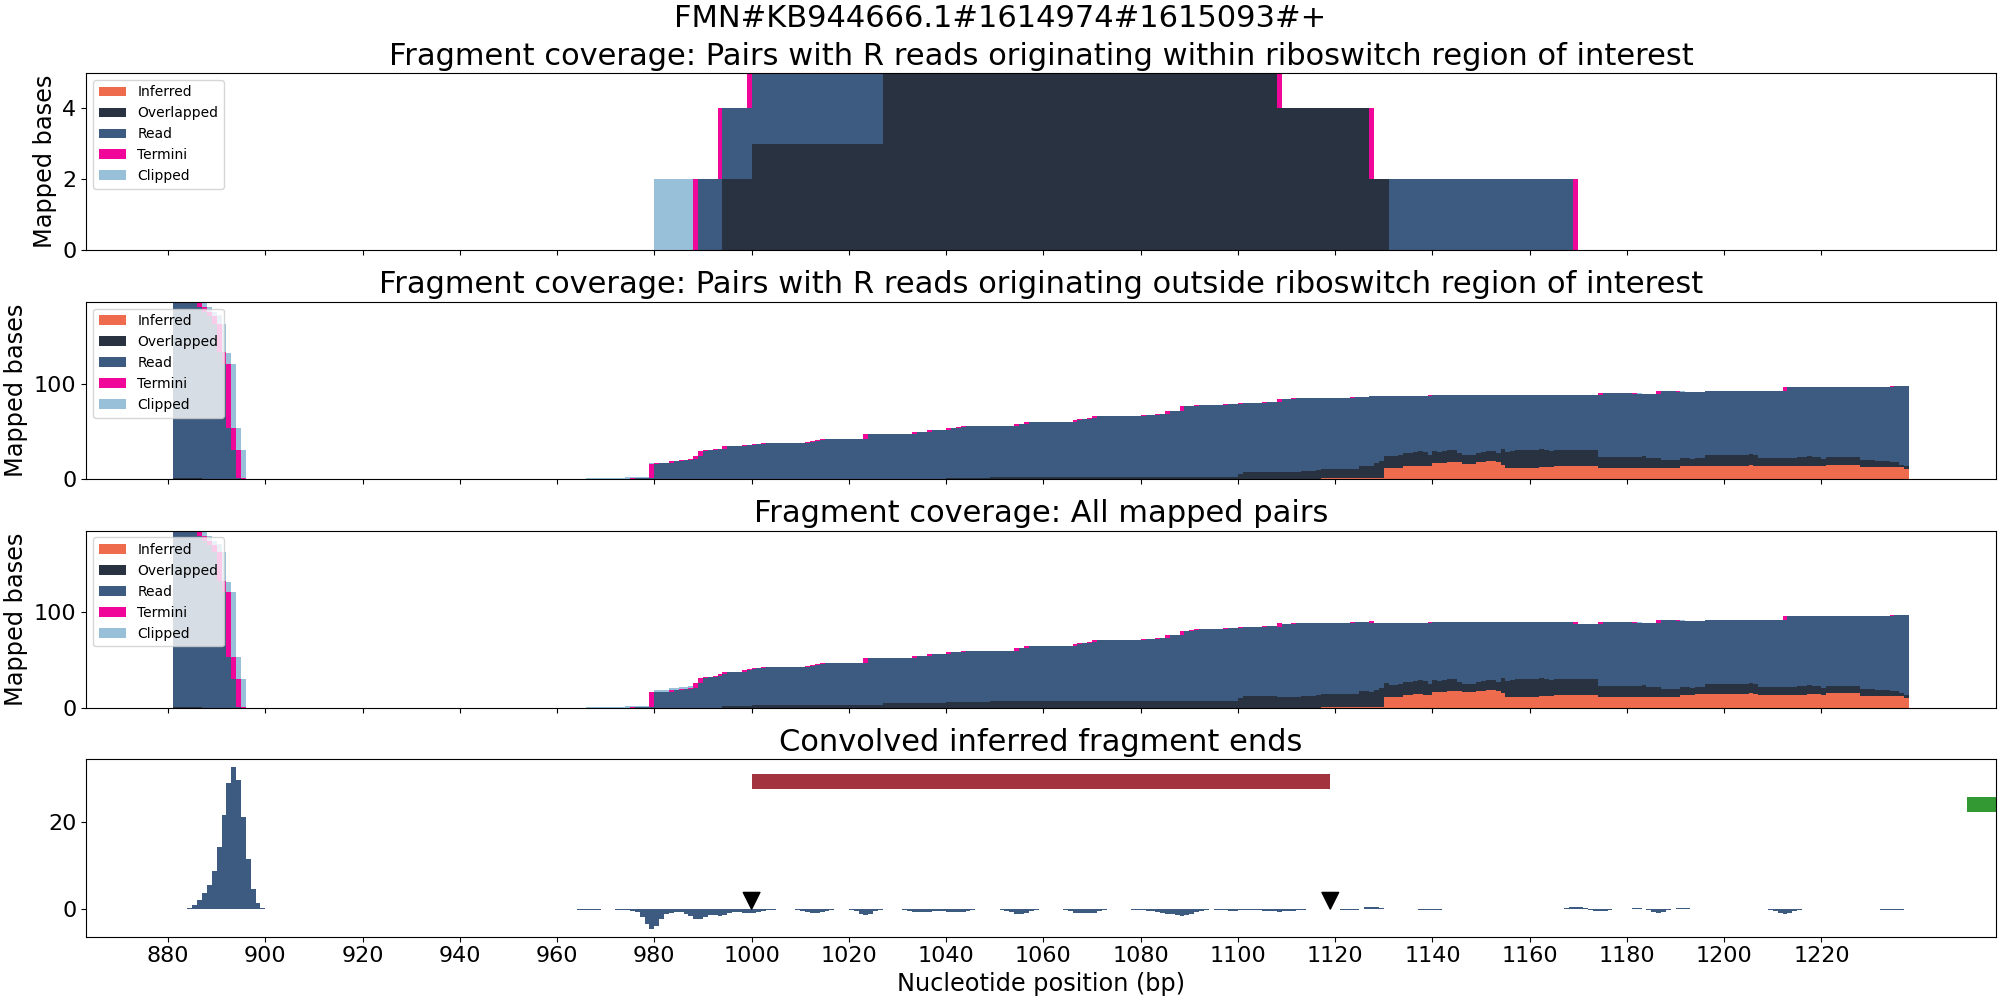 FMN#KB944666.1#1614974#1615093#+
Fragment coverage: Pairs with R reads originating within riboswitch region of interest
Mapped bases
4
2
0
Inferred
Overlapped
Read
Termini
Clipped
Fragment coverage: Pairs with R reads originating outside riboswitch region of interest
Mapped bases
100
0
Inferred
Overlapped
Read
Termini
Clipped
Fragment coverage: All mapped pairs
Mapped bases
100
0
Inferred
Overlapped
Read
Termini
Clipped
Convolved inferred fragment ends
20
0
880 900 920 940 960 980 1000 1020 1040 1060 1080 1100 1120 1140 1160 1180 1200 1220
Nucleotide position (bp)